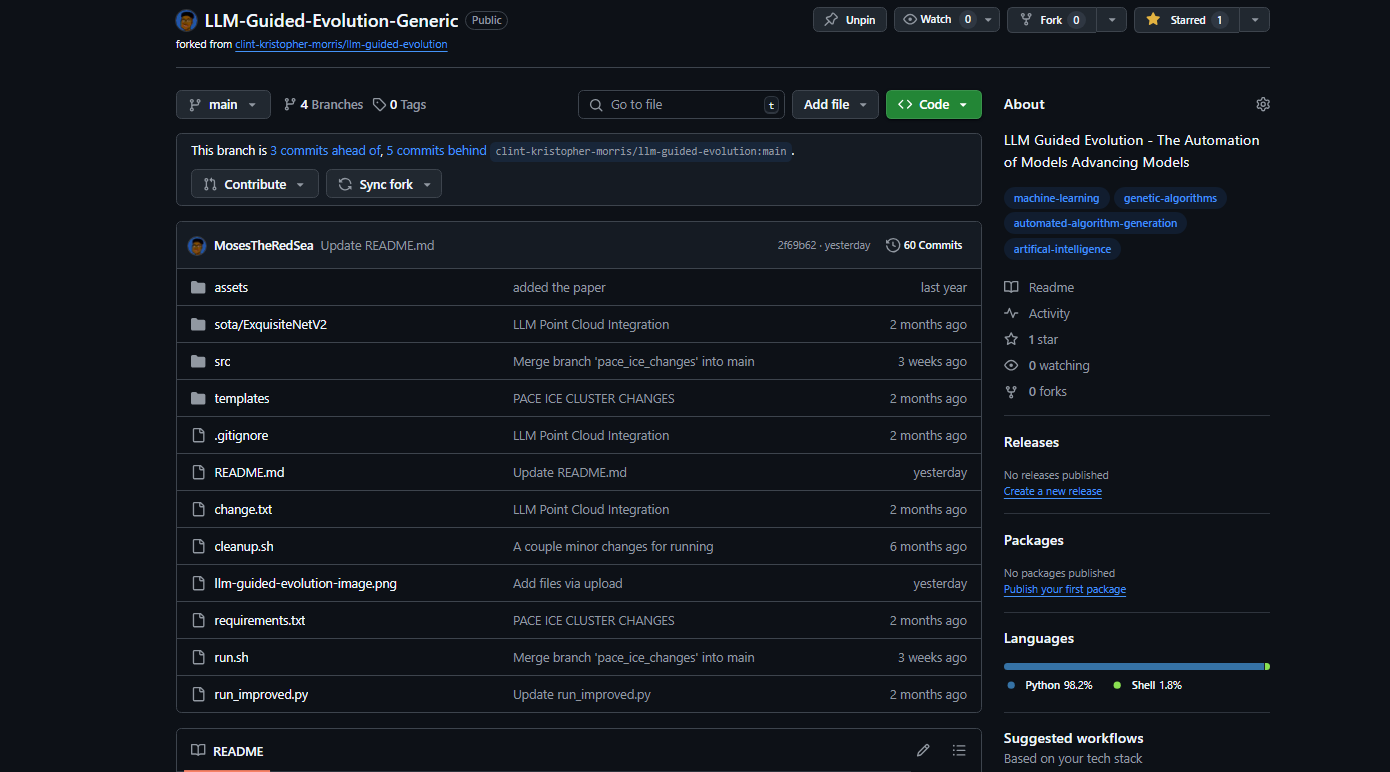 LLM-Guided-Evolution-Generic Public Unpin Watch 0 Fork 0 Starred 1
forked from clint-kristopher-morris/llm-guided-evolution
main 4 Branches 0 Tags Go to file t Add file <> Code
This branch is 3 commits ahead of, 5 commits behind clint-kristopher-morris/llm-guided-evolution:main .
Contribute Sync fork
MosesTheRedSea Update README.md 2f69b62 · yesterday 60 Commits
assets added the paper last year
sota/ExquisiteNetV2 LLM Point Cloud Integration 2 months ago
src Merge branch 'pace_ice_changes' into main 3 weeks ago
templates PACE ICE CLUSTER CHANGES 2 months ago
.gitignore LLM Point Cloud Integration 2 months ago
README.md Update README.md yesterday
change.txt LLM Point Cloud Integration 2 months ago
cleanup.sh A couple minor changes for running 6 months ago
llm-guided-evolution-image.png Add files via upload yesterday
requirements.txt PACE ICE CLUSTER CHANGES 2 months ago
run.sh Merge branch 'pace_ice_changes' into main 3 weeks ago
run_improved.py Update run_improved.py 2 months ago
README
About
LLM Guided Evolution - The Automation
of Models Advancing Models
machine-learning genetic-algorithms
automated-algorithm-generation
artifical-intelligence
Readme
Activity
1 star
0 watching
0 forks
Releases
No releases published
Create a new release
Packages
No packages published
Publish your first package
Languages
Python 98.2% Shell 1.8%
Suggested workflows
Based on your tech stack